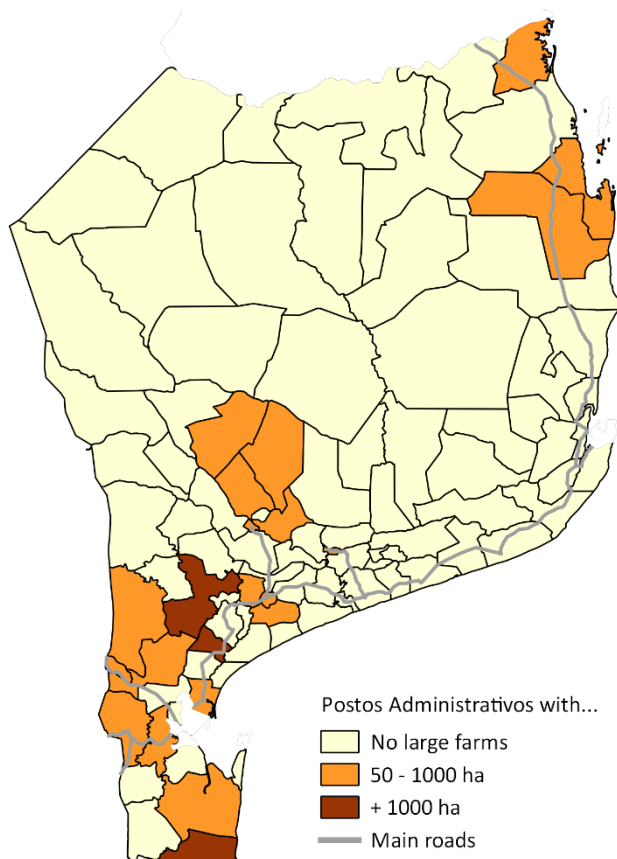 Postos Administrativos with...
No large farms
50 - 1000 ha
+ 1000 ha
Main roads